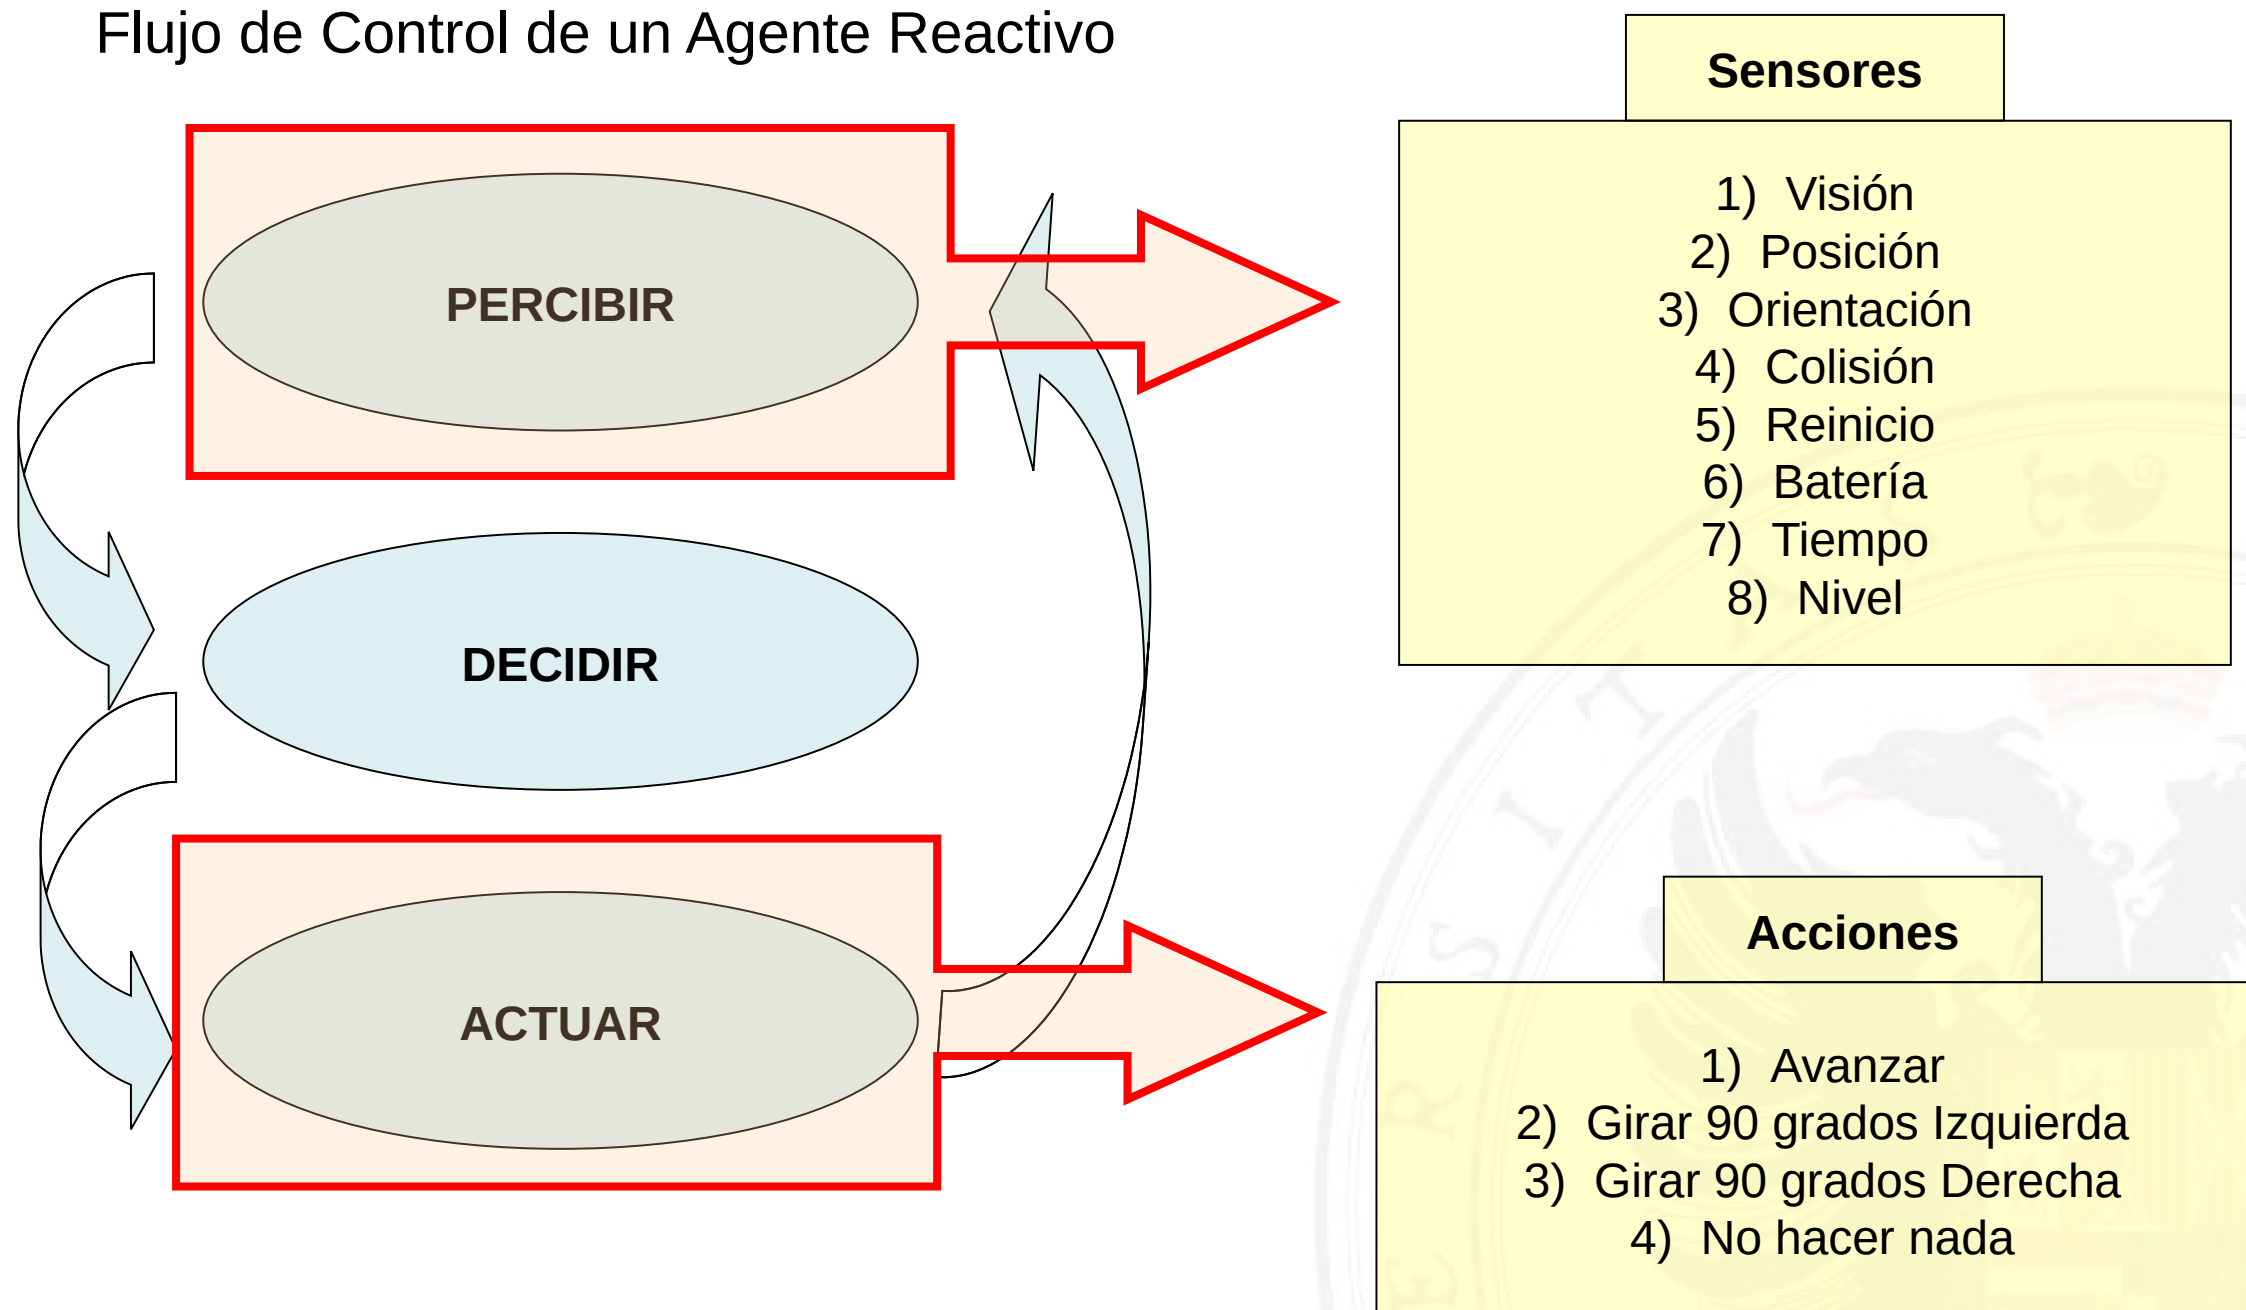 Flujo de Control de un Agente Reactivo
PERCIBIR
DECIDIR
ACTUAR
Sensores
1) Visión
2) Posición
3) Orientación
4) Colisión
5) Reinicio
6) Batería
7) Tiempo
8) Nivel
Acciones
1) Avanzar
2) Girar 90 grados Izquierda
3) Girar 90 grados Derecha
4) No hacer nada